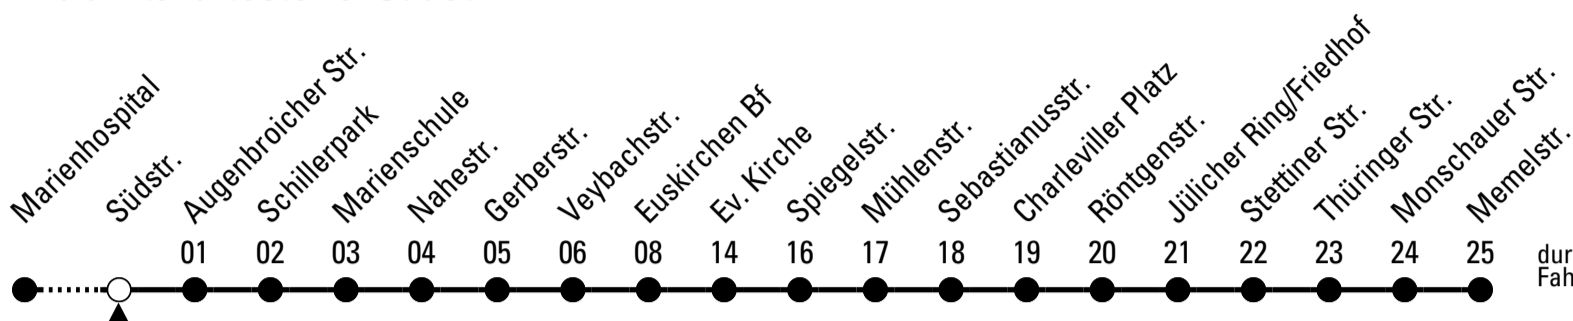 Marienhospital
Südstr.
Augenbroicher Str.
Schillerpark
Marienschule
Nahestr.
Gerberstr.
Veybachstr.
Euskirchen Bf
Ev. Kirche
Spiegelstr.
Mühlenstr.
Sebastianusstr.
Charleviller Platz
Röntgenstr.
Jülicher Ring/Friedhof
Stettiner Str.
Thüringer Str.
Monschauer Str.
Memelstr.
01 02 03 04 05 06 08 14 16 17 18 19 20 21 22 23 24 25
dur
Fah